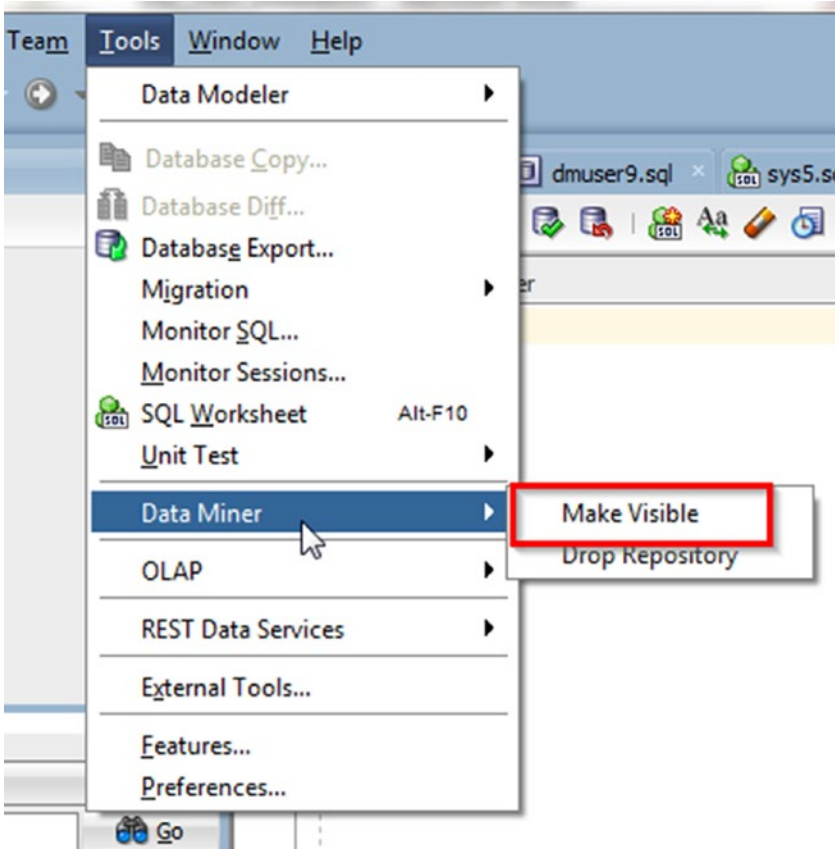 Team Tools Window Help
Data Modeler
dmuser9.sql
sys5.s
Database Copy...
Database Diff...
Database Export...
er
Migration
Monitor SQL...
Monitor Sessions...
SQL Worksheet Alt-F10
Unit Test
Data Miner
Make Visible
Drop Repository
OLAP
REST Data Services
External Tools...
Features...
Preferences...
Go